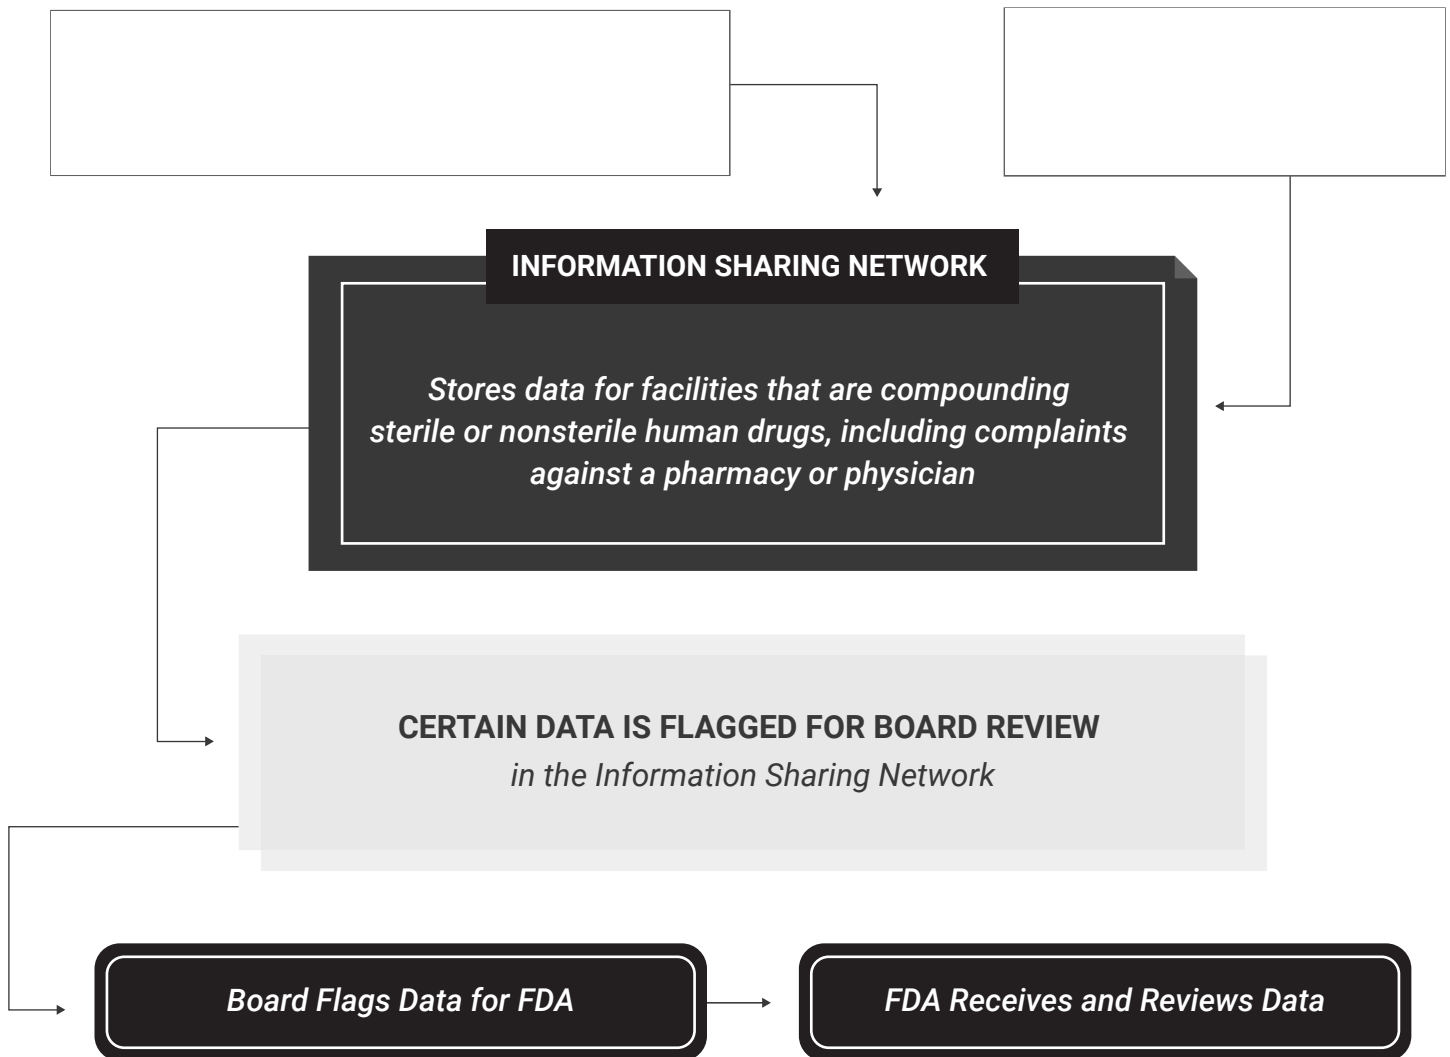 INFORMATION SHARING NETWORK
Stores data for facilities that are compounding
sterile or nonsterile human drugs, including complaints
against a pharmacy or physician
CERTAIN DATA IS FLAGGED FOR BOARD REVIEW
in the Information Sharing Network
Board Flags Data for FDA
FDA Receives and Reviews Data